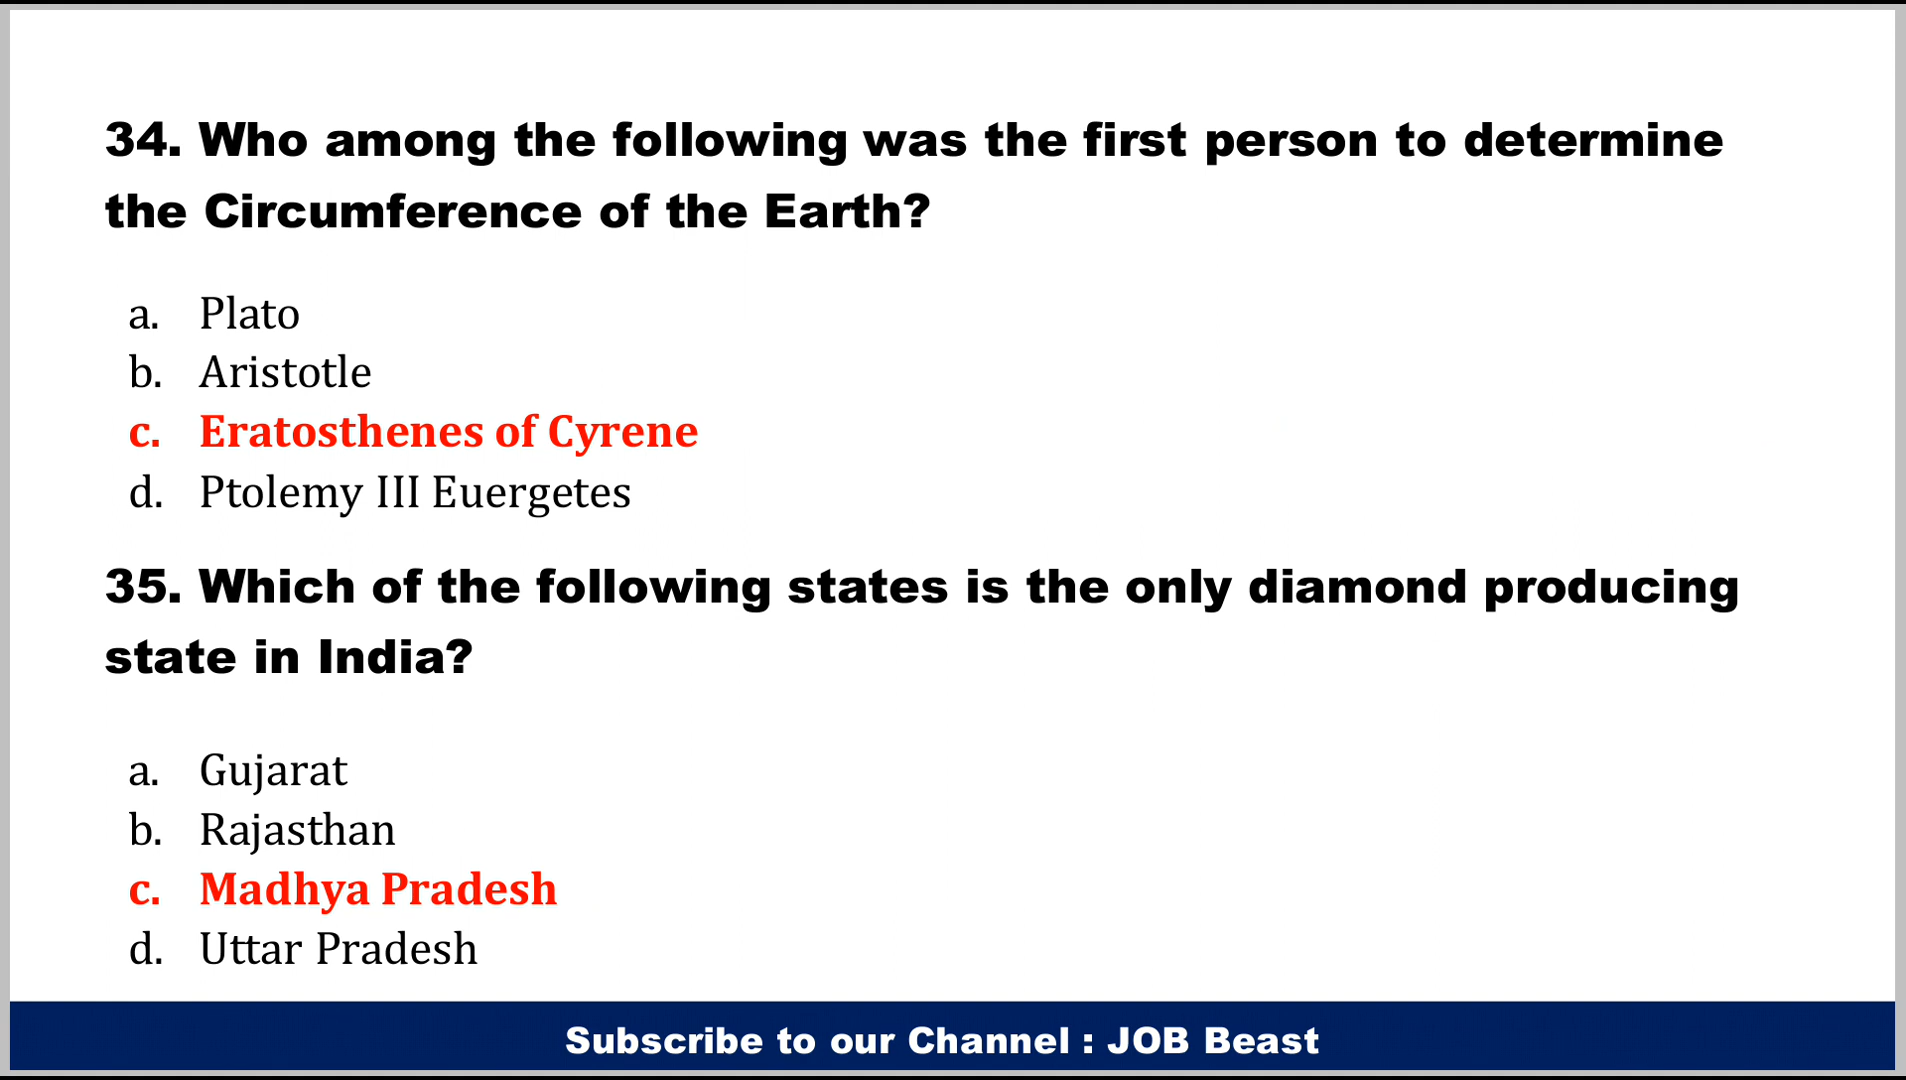 34. Who among the following was the first person to determine
the Circumference of the Earth?
a. Plato
b. Aristotle
c. Eratosthenes of Cyrene
d. Ptolemy III Euergetes
35. Which of the following states is the only diamond producing
state in India?
a. Gujarat
b. Rajasthan
c. Madhya Pradesh
d. Uttar Pradesh
Subscribe to our Channel : JOB Beast